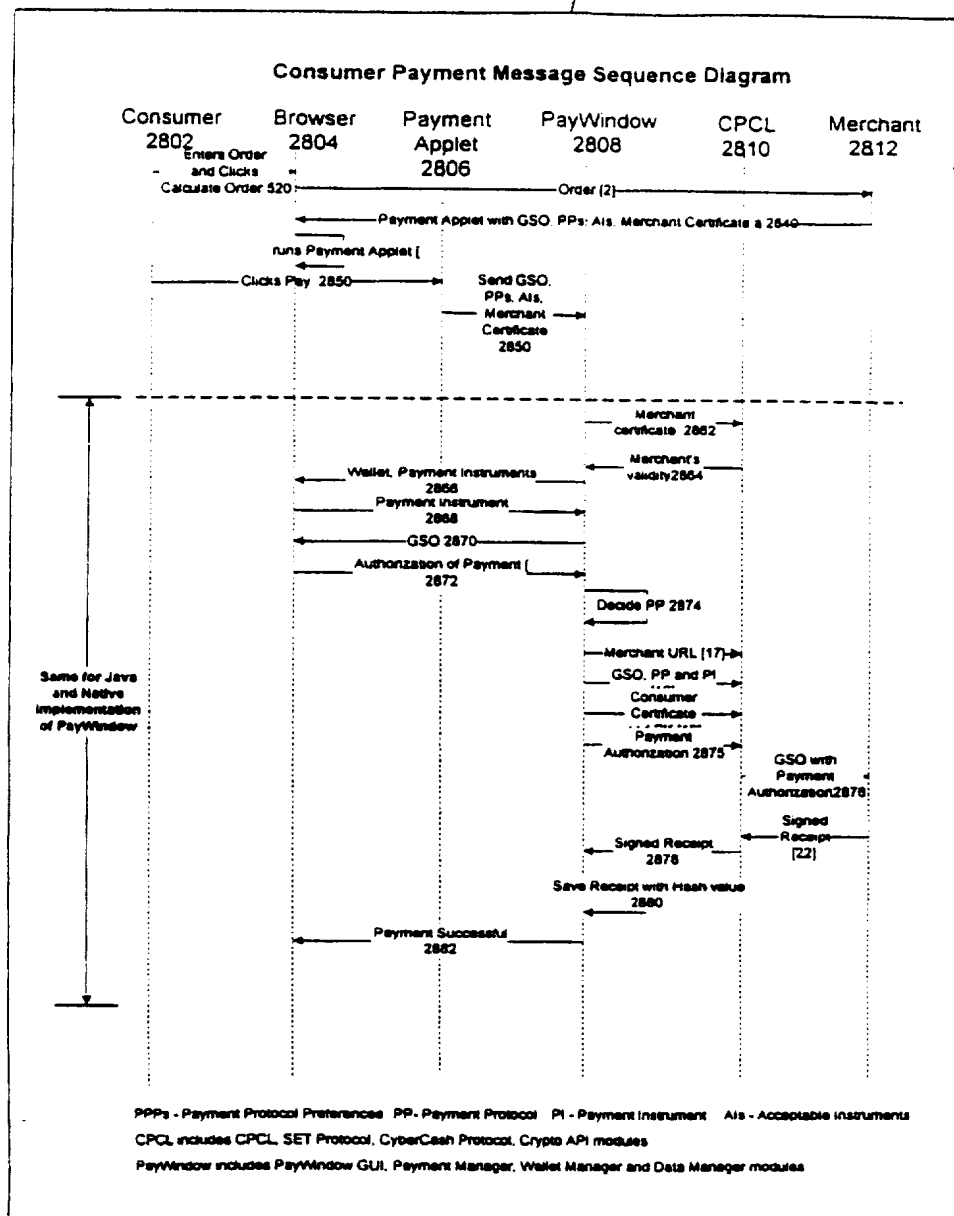 Consumer Payment Message Sequence Diagram
Consumer
2802
Browser
2804
Payment
Applet
2806
PayWindow
2808
CPCL
2810
Merchant
2812
Enters Order
and Clicks
Calculate Order 520
Order [2]
Payment Applet with GSO, PPs, AIs, Merchant Certificate a 2840
runs Payment Applet [
Clicks Pay 2850
Send GSO,
PPs, AIs,
Merchant
Certificate
2850
Merchant
certificate 2862
Merchant's
validity2864
Wallet, Payment Instruments
2866
Payment Instrument
2868
GSO 2870
Authorization of Payment [
2872
Decide PP 2874
Merchant URL [17]
GSO, PP and PI
Consumer
Certificate
Payment
Authorization 2875
Same for Java
and Native
implementation
of PayWindow
GSO with
Payment
Authorization2876
Signed
Receipt
[22]
Signed Receipt
2878
Save Receipt with Hash value
2880
Payment Successful
2882
PPPs - Payment Protocol Preferences PP- Payment Protocol PI - Payment Instrument AIs - Acceptable Instruments
CPCL includes CPCL, SET Protocol, CyberCash Protocol, Crypto API modules
PayWindow includes PayWindow GUI, Payment Manager, Wallet Manager and Data Manager modules